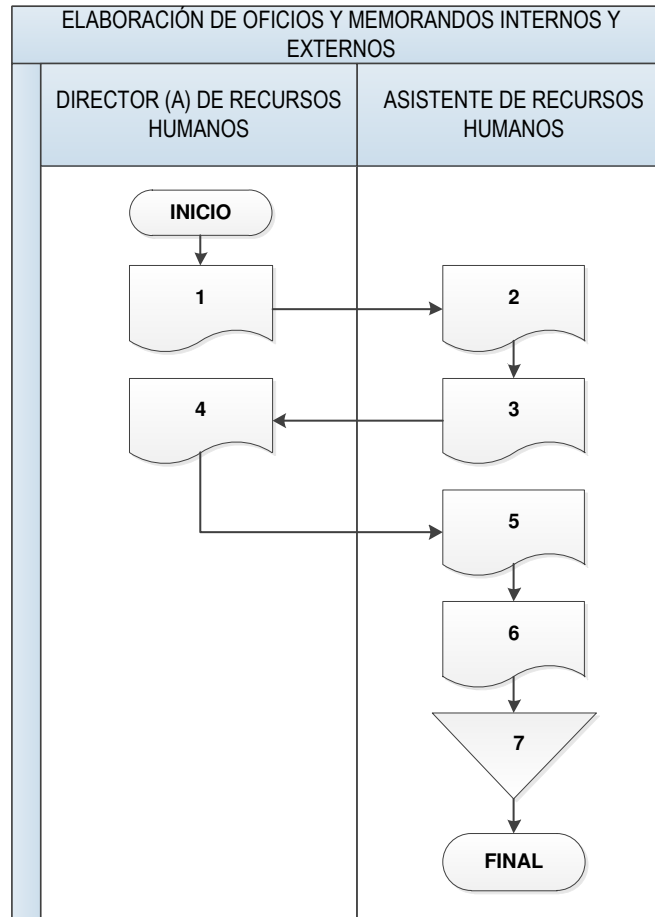 ELABORACIÓN DE OFICIOS Y MEMORANDOS INTERNOS Y
EXTERNOS
DIRECTOR (A) DE RECURSOS
HUMANOS
ASISTENTE DE RECURSOS
HUMANOS
INICIO
1
2
4
3
5
6
7
FINAL